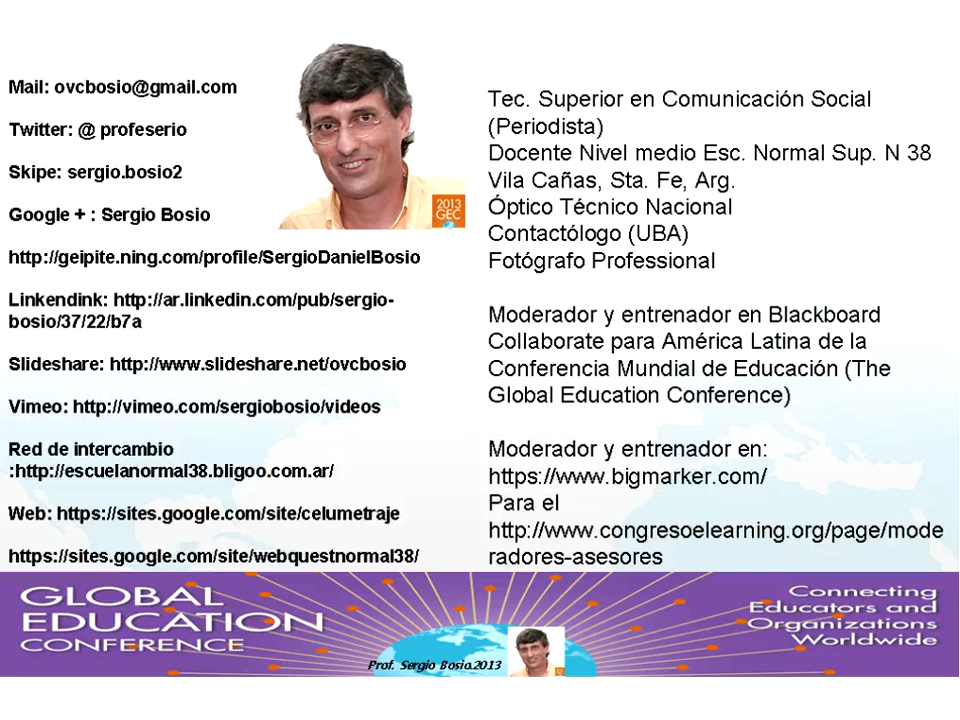 Mail: ovcbosio@gmail.com
Twitter: @ profeserio
Skipe: sergio.bosio2
Google + : Sergio Bosio
http://geipite.ning.com/profile/SergioDanielBosio
Linkendink: http://ar.linkedin.com/pub/sergio-
bosio/37/22/b7a
Slideshare: http://www.slideshare.net/ovcbosio
Vimeo: http://vimeo.com/sergiobosio/videos
Red de intercambio
:http://escuelanormal38.bligoo.com.ar/
Web: https://sites.google.com/site/celumetraje
https://sites.google.com/site/webquestnormal38/
2013
GEC
Tec. Superior en Comunicación Social
(Periodista)
Docente Nivel medio Esc. Normal Sup. N 38
Vila Cañas, Sta. Fe, Arg.
Óptico Técnico Nacional
Contactólogo (UBA)
Fotógrafo Professional
Moderador y entrenador en Blackboard
Collaborate para América Latina de la
Conferencia Mundial de Educación (The
Global Education Conference)
Moderador y entrenador en:
https://www.bigmarker.com/
Para el
http://www.congresoelearning.org/page/mode
radores-asesores
GLOBAL
EDUCATION
CONFERENCE
Connecting
Educators and
Organizations
Worldwide
Prof. Sergio Bosio.2013